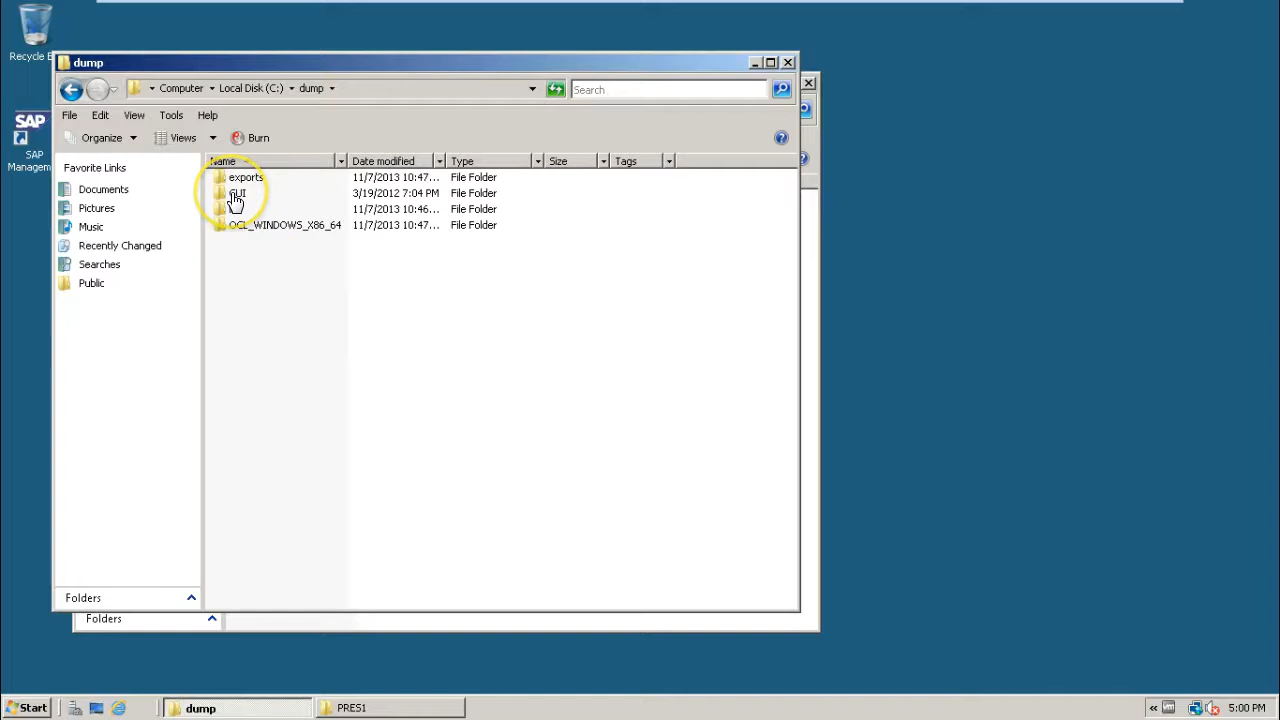 Recycle B
dump
Computer Local Disk (C:) dump
Search
File Edit View Tools Help
Organize Views Burn
SAP
SAP
Managem
Favorite Links
Documents
Pictures
Music
Recently Changed
Searches
Public
Name Date modified Type Size Tags
exports 11/7/2013 10:47... File Folder
GUI 3/19/2012 7:04 PM File Folder
11/7/2013 10:46... File Folder
OCL_WINDOWS_X86_64 11/7/2013 10:47... File Folder
Folders
Folders
Start dump PRES1 « 5:00 PM